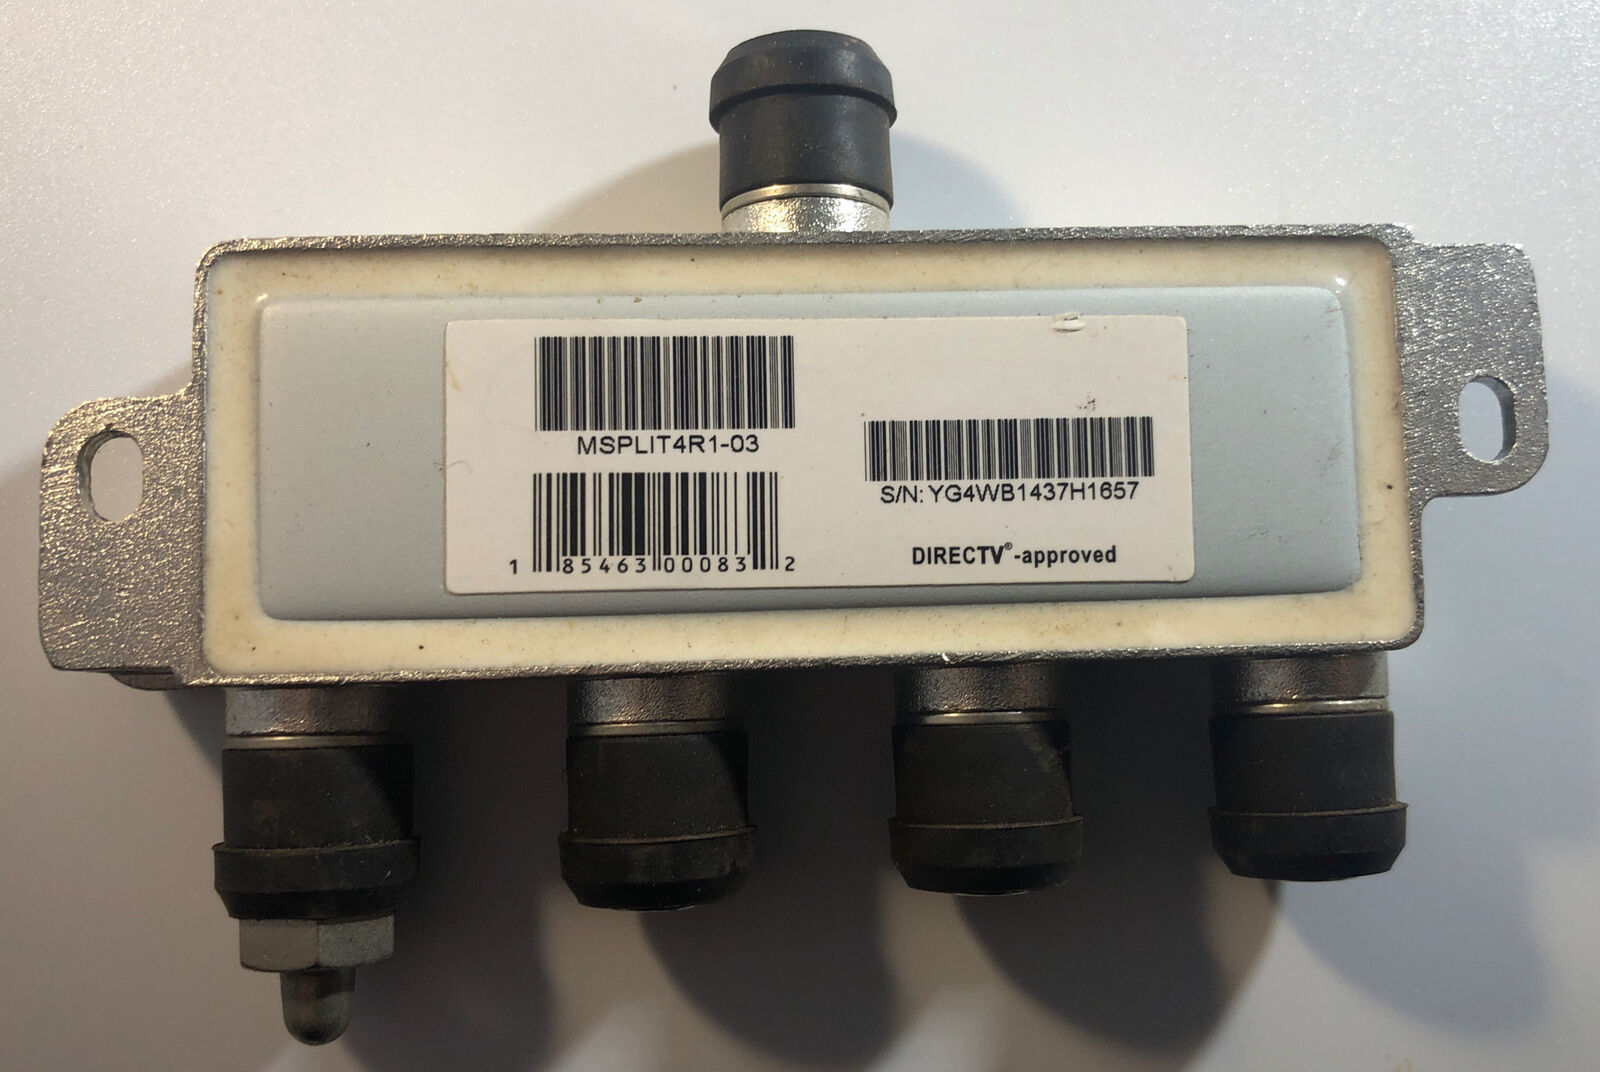 MSPLIT4R1-03
1 85463 00083 2
S/N: YG4WB1437H1657
DIRECTV®-approved